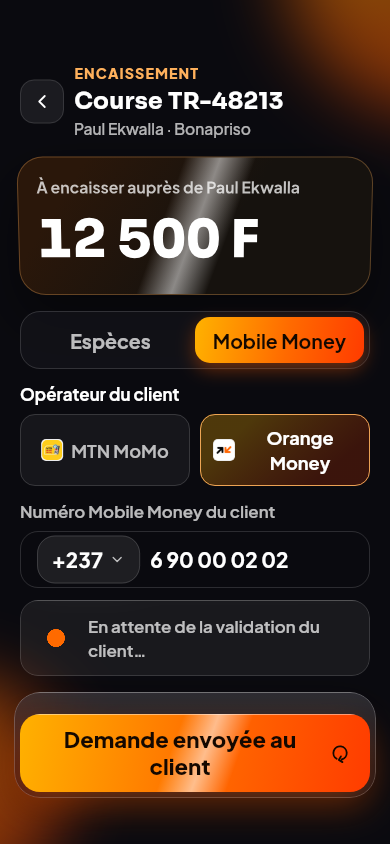 ENCAISSEMENT
Course TR-48213
Paul Ekwalla · Bonapriso
À encaisser auprès de Paul Ekwalla
12 500 F
Espèces
Mobile Money
Opérateur du client
MTN MoMo
Orange
Money
Numéro Mobile Money du client
+237
6 90 00 02 02
En attente de la validation du
client…
Demande envoyée au
client